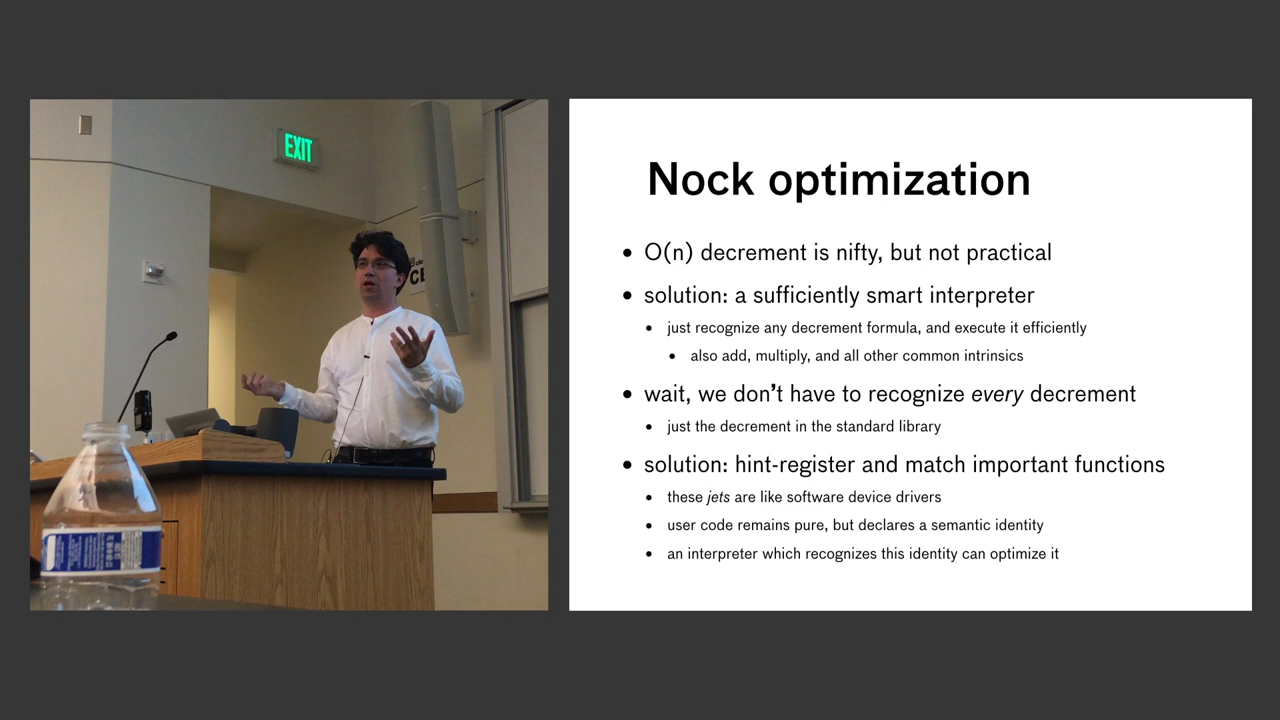 EXIT
Nock optimization
• O(n) decrement is nifty, but not practical
• solution: a sufficiently smart interpreter
• just recognize any decrement formula, and execute it efficiently
• also add, multiply, and all other common intrinsics
• wait, we don't have to recognize every decrement
• just the decrement in the standard library
• solution: hint-register and match important functions
• these jets are like software device drivers
• user code remains pure, but declares a semantic identity
• an interpreter which recognizes this identity can optimize it